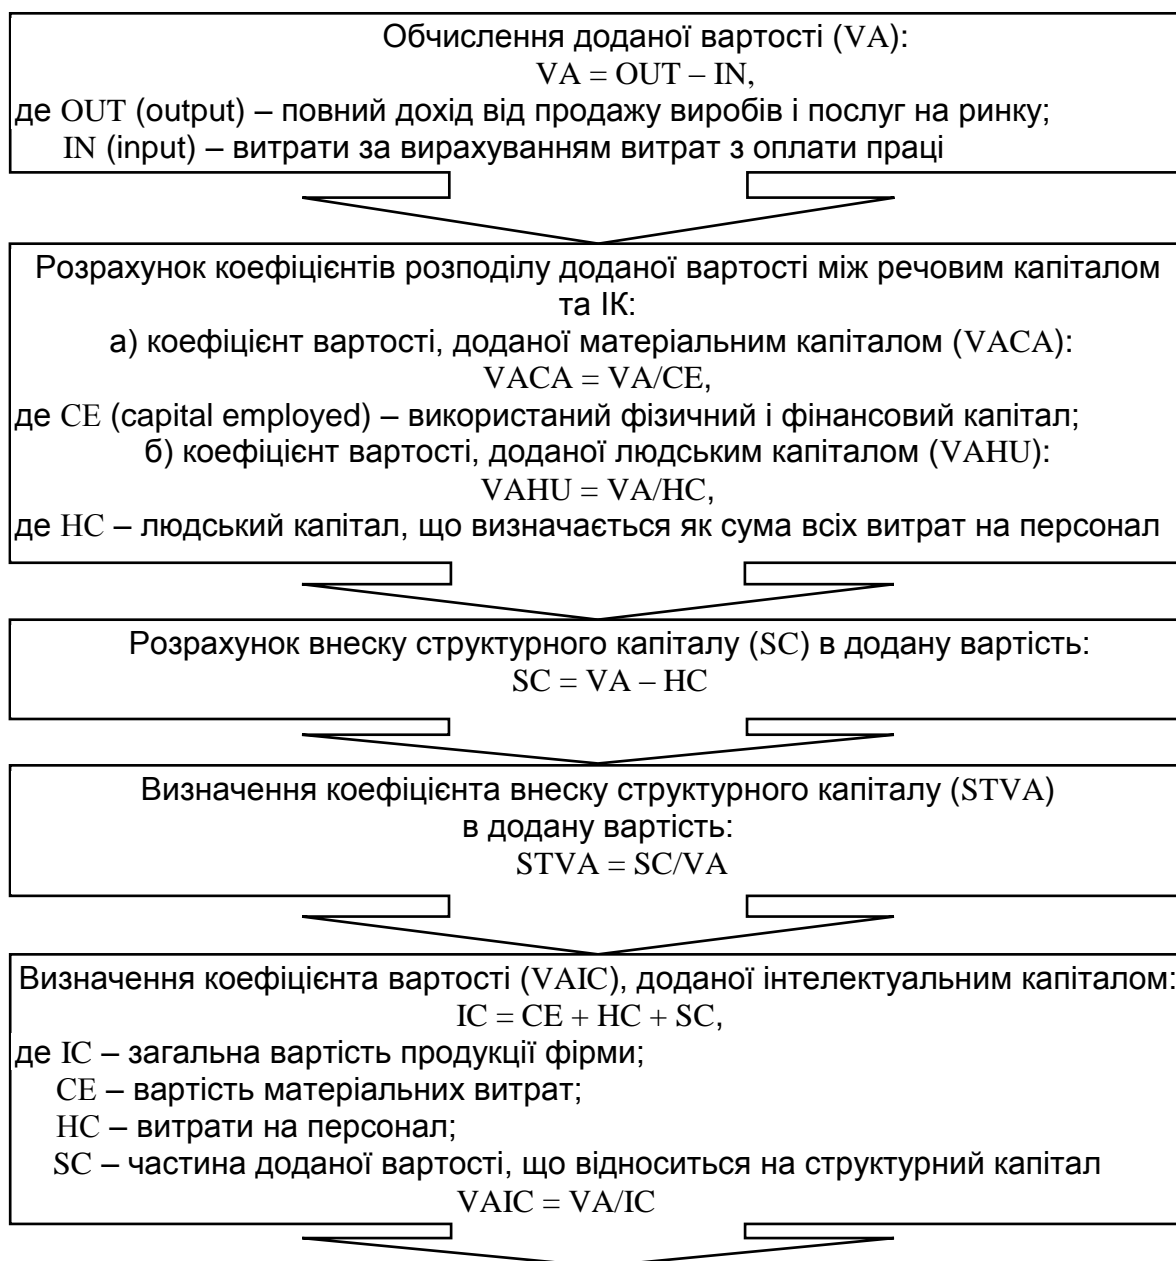 Обчислення доданої вартості (VA):
VA = OUT – IN,
де OUT (output) – повний дохід від продажу виробів і послуг на ринку;
IN (input) – витрати за вирахуванням витрат з оплати праці
Розрахунок коефіцієнтів розподілу доданої вартості між речовим капіталом
та ІК:
а) коефіцієнт вартості, доданої матеріальним капіталом (VACA):
VACA = VA/CE,
де CE (capital employed) – використаний фізичний і фінансовий капітал;
б) коефіцієнт вартості, доданої людським капіталом (VAHU):
VAHU = VA/HC,
де HC – людський капітал, що визначається як сума всіх витрат на персонал
Розрахунок внеску структурного капіталу (SC) в додану вартість:
SC = VA – HC
Визначення коефіцієнта внеску структурного капіталу (STVA)
в додану вартість:
STVA = SC/VA
Визначення коефіцієнта вартості (VAIC), доданої інтелектуальним капіталом:
IC = CE + HC + SC,
де IC – загальна вартість продукції фірми;
CE – вартість матеріальних витрат;
HC – витрати на персонал;
SC – частина доданої вартості, що відноситься на структурний капітал
VAIC = VA/IC